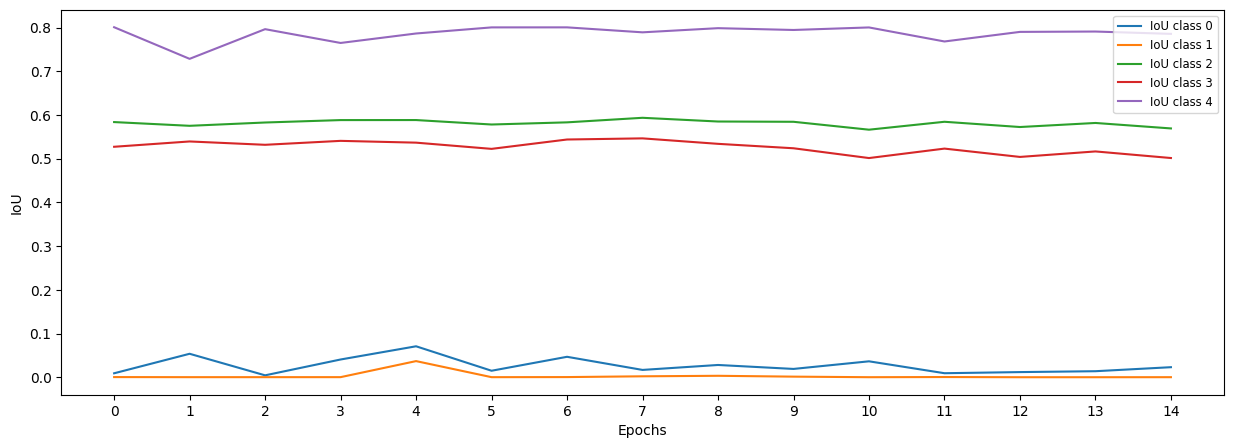 0.8
0.7
0.6
0.5
0.4
0.3
0.2
0.1
0.0
IoU
IoU class 0
IoU class 1
IoU class 2
IoU class 3
IoU class 4
0 1 2 3 4 5 6 7 8 9 10 11 12 13 14
Epochs